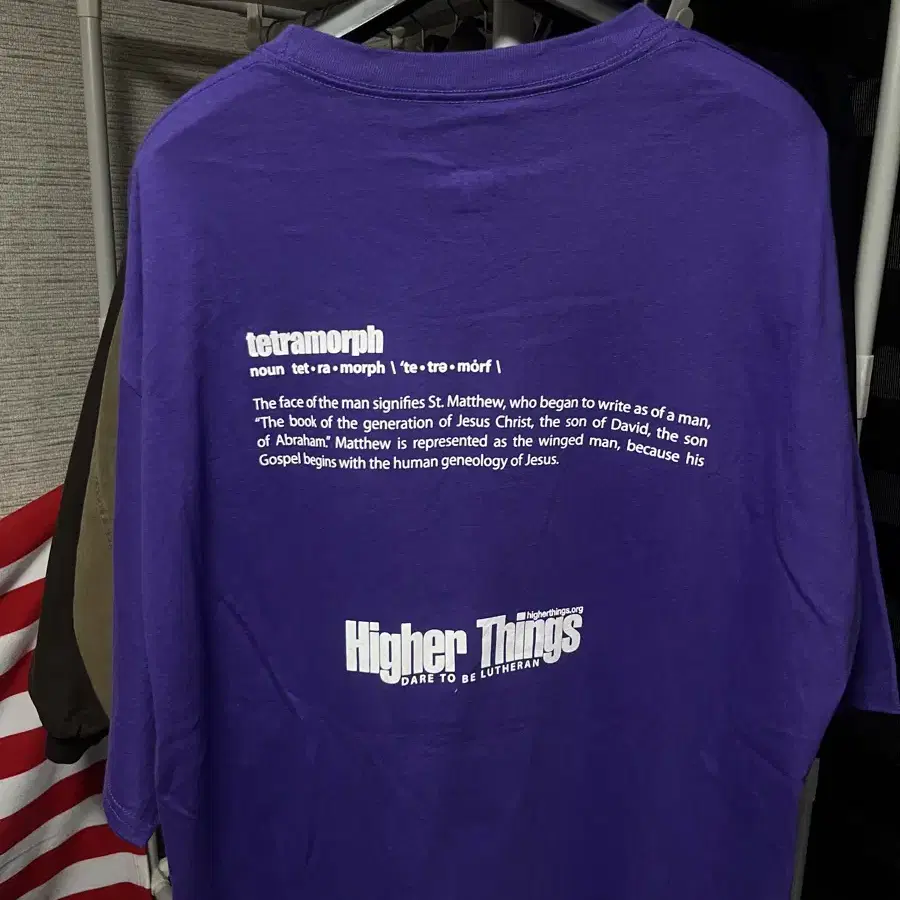 tetramorph
noun tet•ra•morph \ 'te•trə•mórf \
The face of the man signifies St. Matthew, who began to write as of a man,
"The book of the generation of Jesus Christ, the son of David, the son
of Abraham." Matthew is represented as the winged man, because his
Gospel begins with the human geneology of Jesus.
higherthings.org
Higher Things
DARE TO BE LUTHERAN